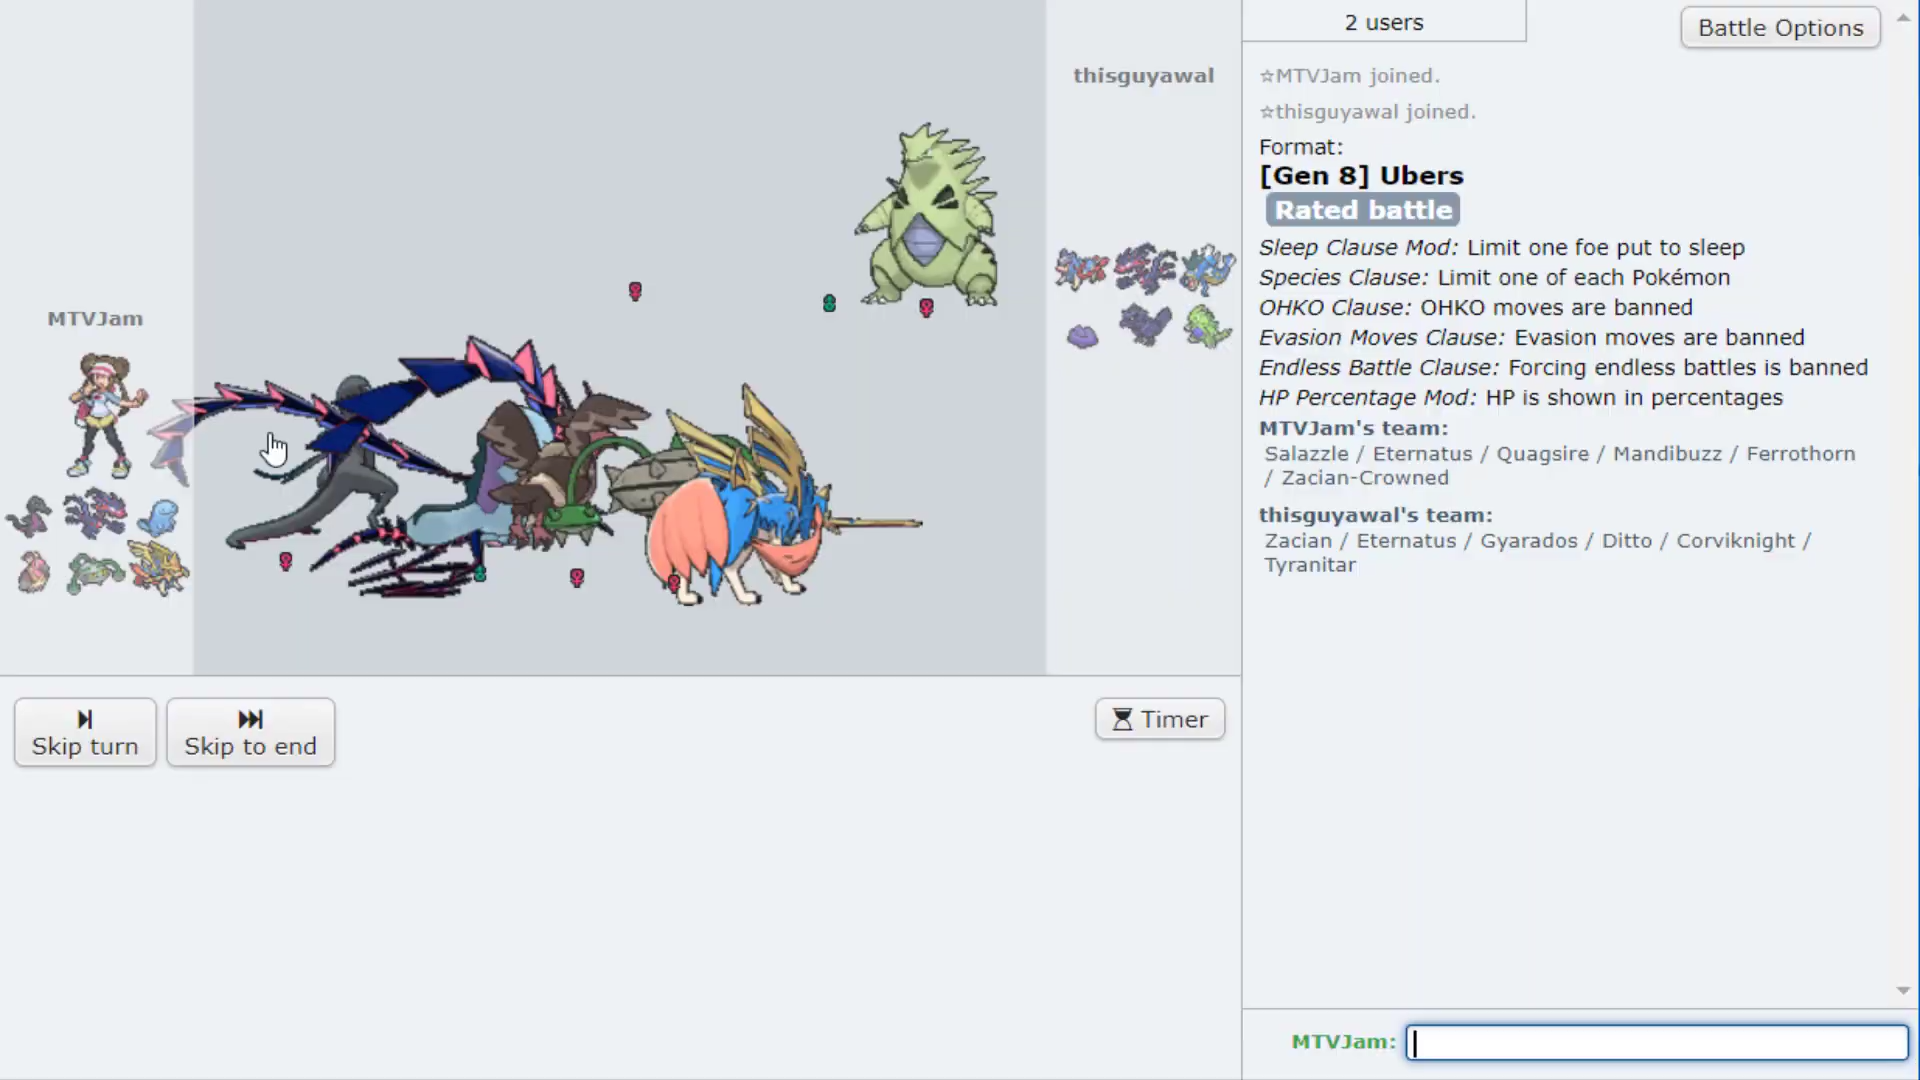 2 users
Battle Options
thisguyawal
MTVJam
☆MTVJam joined.
☆thisguyawal joined.
Format:
[Gen 8] Ubers
Rated battle
Sleep Clause Mod: Limit one foe put to sleep
Species Clause: Limit one of each Pokémon
OHKO Clause: OHKO moves are banned
Evasion Moves Clause: Evasion moves are banned
Endless Battle Clause: Forcing endless battles is banned
HP Percentage Mod: HP is shown in percentages
MTVJam's team:
Salazzle / Eternatus / Quagsire / Mandibuzz / Ferrothorn
/ Zacian-Crowned
thisguyawal's team:
Zacian / Eternatus / Gyarados / Ditto / Corviknight /
Tyranitar
Skip turn
Skip to end
Timer
MTVJam: